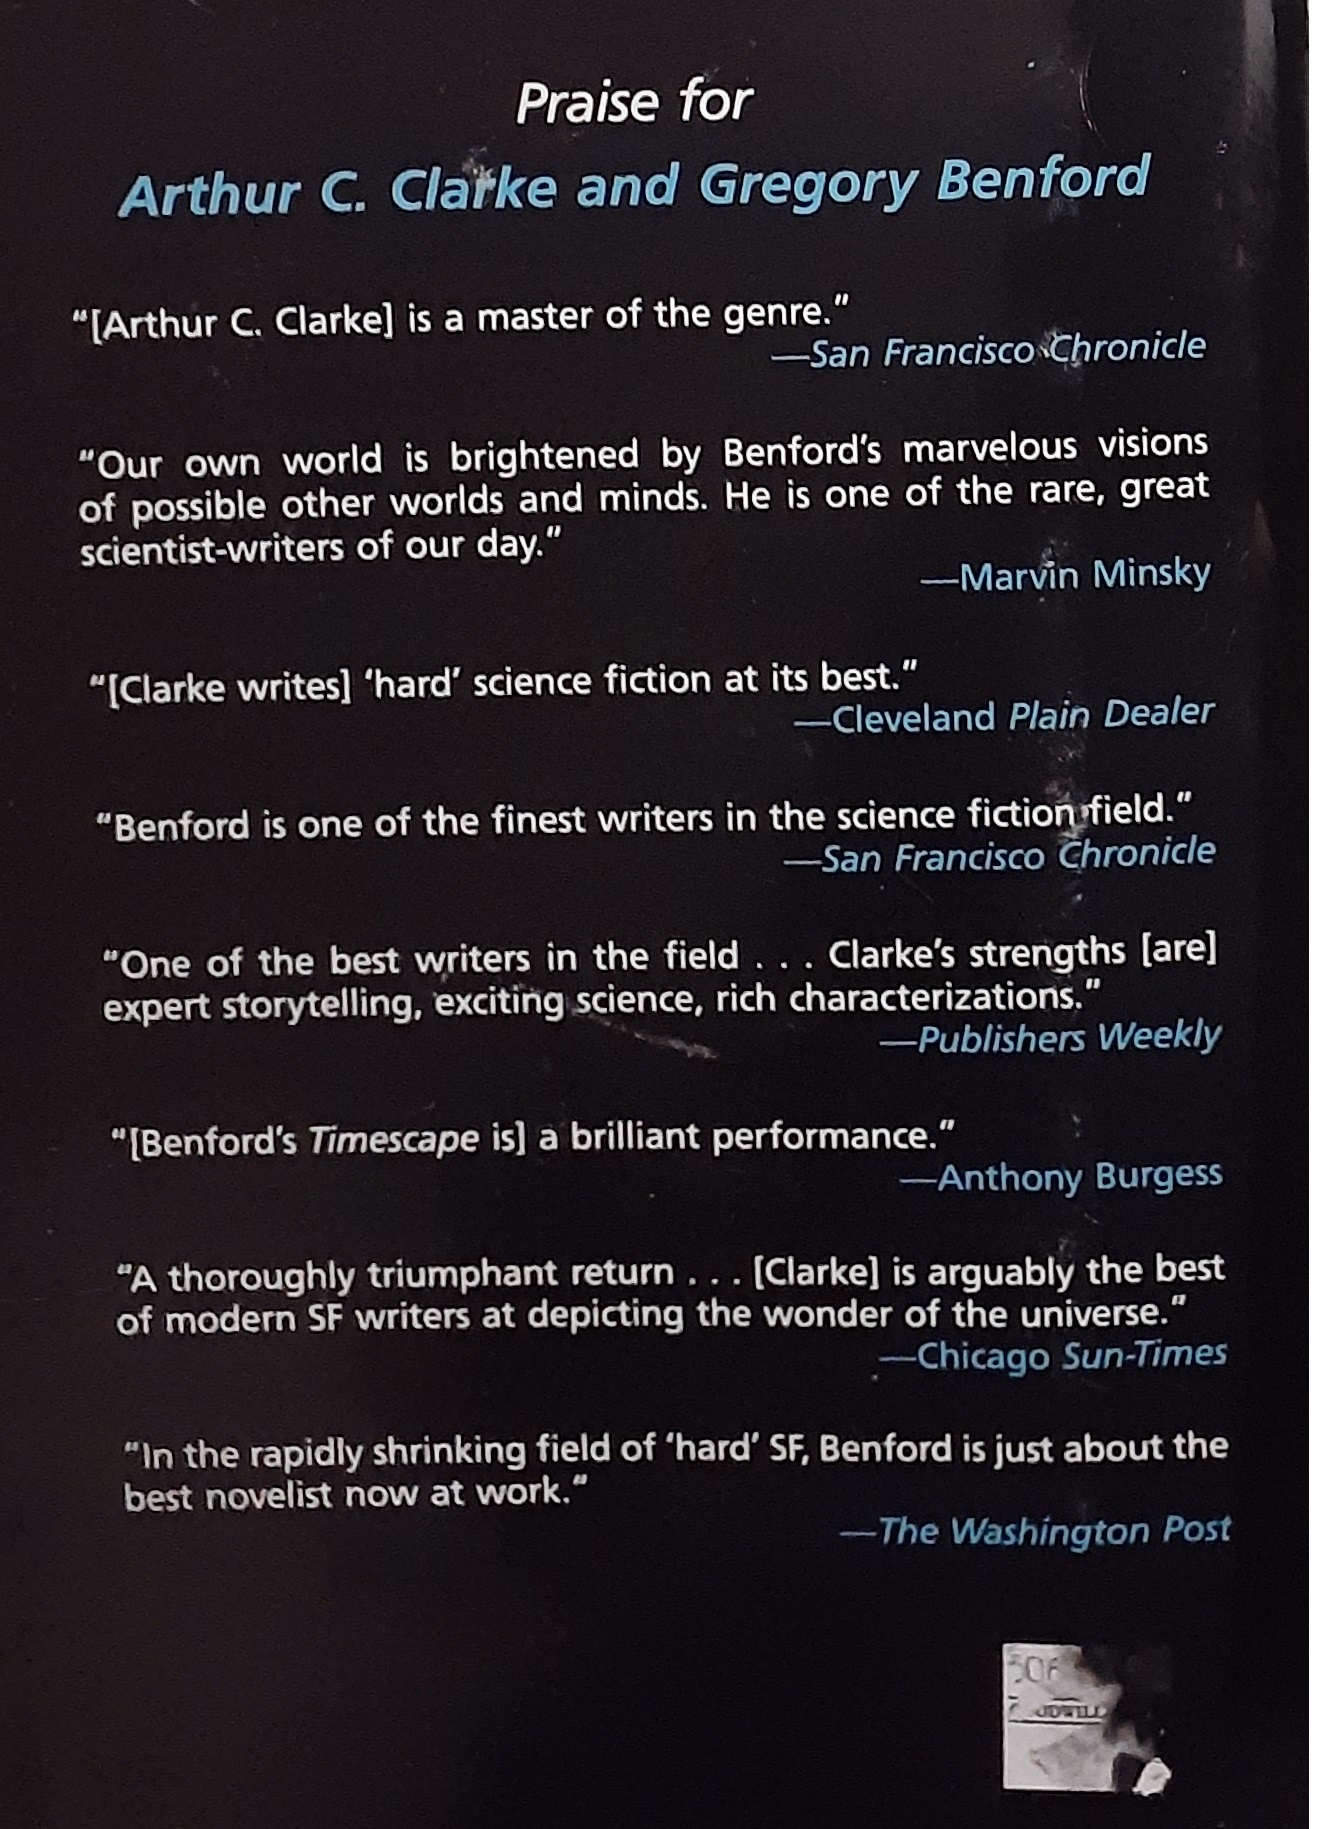 Praise for
Arthur C. Clarke and Gregory Benford
“[Arthur C. Clarke] is a master of the genre.”
—San Francisco Chronicle
“Our own world is brightened by Benford’s marvelous visions
of possible other worlds and minds. He is one of the rare, great
scientist-writers of our day.”
—Marvin Minsky
“[Clarke writes] ‘hard’ science fiction at its best.”
—Cleveland Plain Dealer
“Benford is one of the finest writers in the science fiction field.”
—San Francisco Chronicle
“One of the best writers in the field . . . Clarke’s strengths [are]
expert storytelling, exciting science, rich characterizations.”
—Publishers Weekly
“[Benford’s Timescape is] a brilliant performance.”
—Anthony Burgess
“A thoroughly triumphant return . . . [Clarke] is arguably the best
of modern SF writers at depicting the wonder of the universe.”
—Chicago Sun-Times
“In the rapidly shrinking field of ‘hard’ SF, Benford is just about the
best novelist now at work.”
—The Washington Post